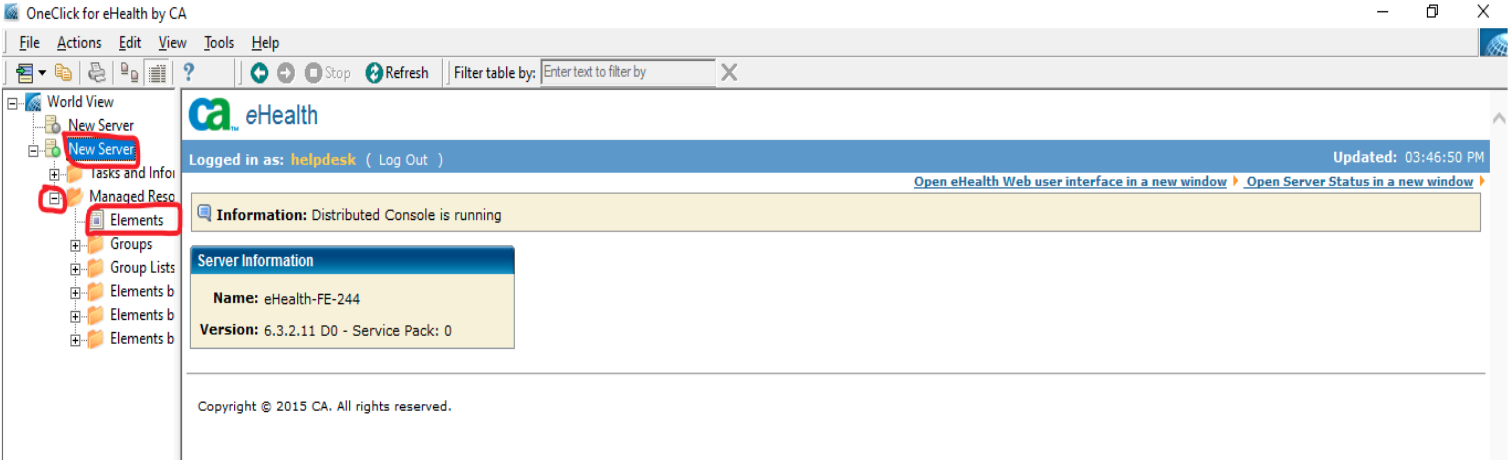 OneClick for eHealth by CA
File Actions Edit View Tools Help
Stop Refresh Filter table by: Enter text to filter by
World View
New Server
New Server
Tasks and Infor
Managed Reso
Elements
Groups
Group Lists
Elements b
Elements b
Elements b
ca eHealth
Logged in as: helpdesk ( Log Out )
Updated: 03:46:50 PM
Open eHealth Web user interface in a new window Open Server Status in a new window
Information: Distributed Console is running
Server Information
Name: eHealth-FE-244
Version: 6.3.2.11 D0 - Service Pack: 0
Copyright © 2015 CA. All rights reserved.